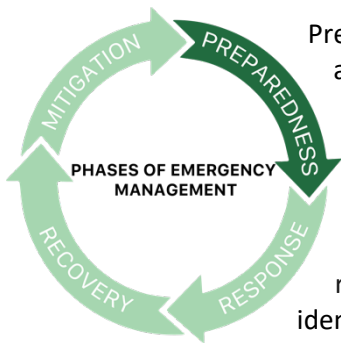 MITIGATION
PREPAREDNESS
PHASES OF EMERGENCY
MANAGEMENT
RECOVERY
RESPONSE
Pre
a
r
iden